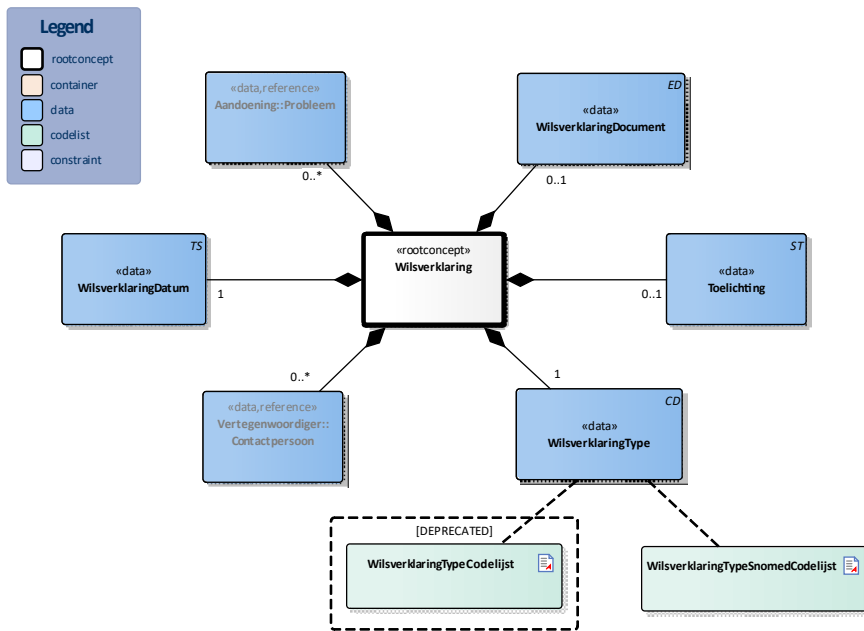 Legend
rootconcept
container
data
codelist
constraint
«data,reference»
Aandoening::Probleem
0..*
ED
«data»
WilsverklaringDocument
0..1
TS
«data»
WilsverklaringDatum
1
«rootconcept»
Wilsverklaring
ST
«data»
Toelichting
0..1
0..*
«data,reference»
Vertegenwoordiger::
Contactpersoon
1
CD
«data»
WilsverklaringType
[DEPRECATED]
WilsverklaringTypeCodelijst
WilsverklaringTypeSnomedCodelijst